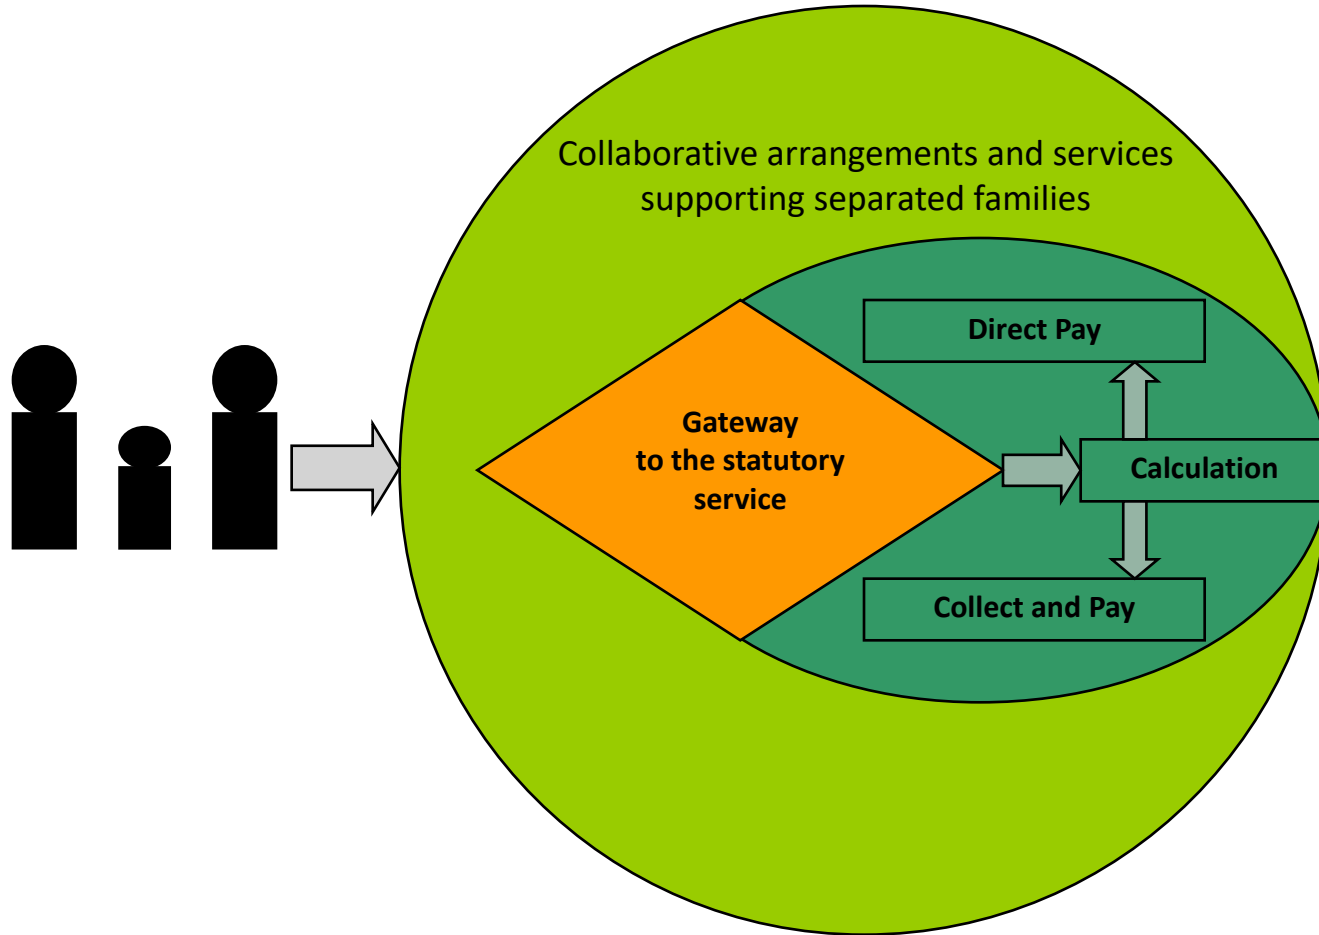 Collaborative arrangements and services
supporting separated families
Direct Pay
Gateway
to the statutory
service
Calculation
Collect and Pay